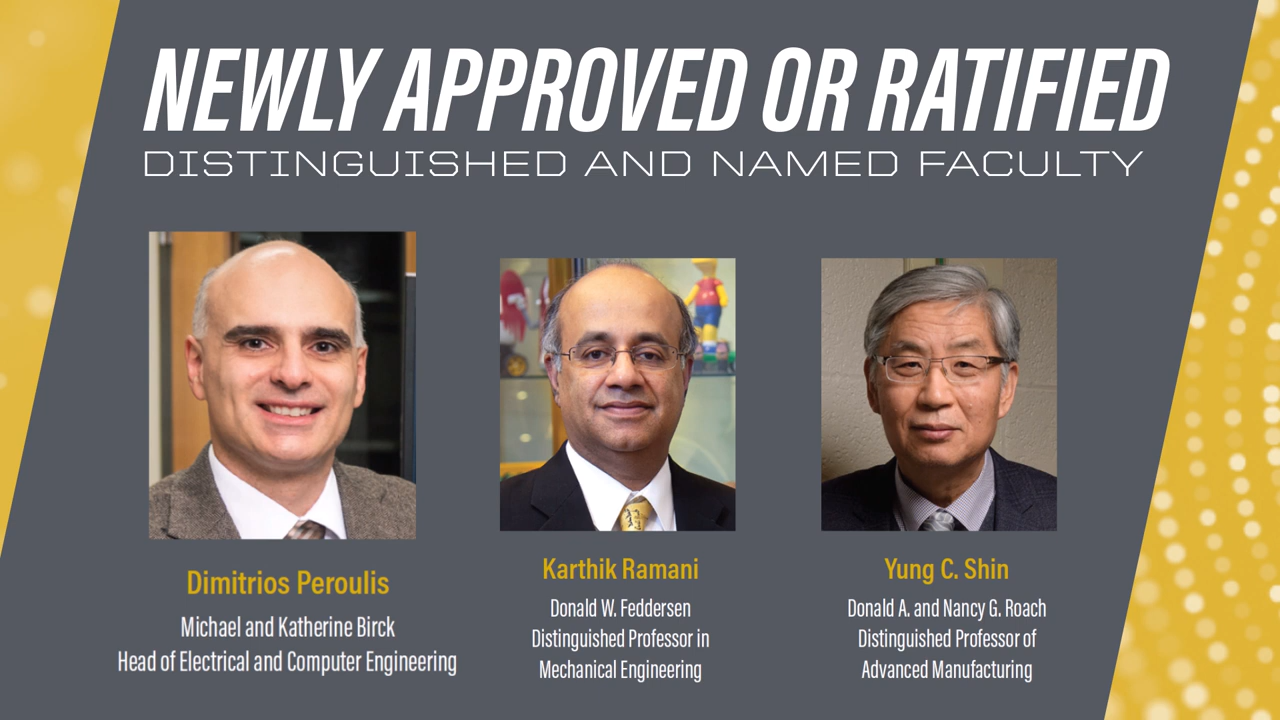 NEWLY APPROVED OR RATIFIED
DISTINGUISHED AND NAMED FACULTY
Dimitrios Peroulis
Michael and Katherine Birck
Head of Electrical and Computer Engineering
Karthik Ramani
Donald W. Feddersen
Distinguished Professor in
Mechanical Engineering
Yung C. Shin
Donald A. and Nancy G. Roach
Distinguished Professor of
Advanced Manufacturing